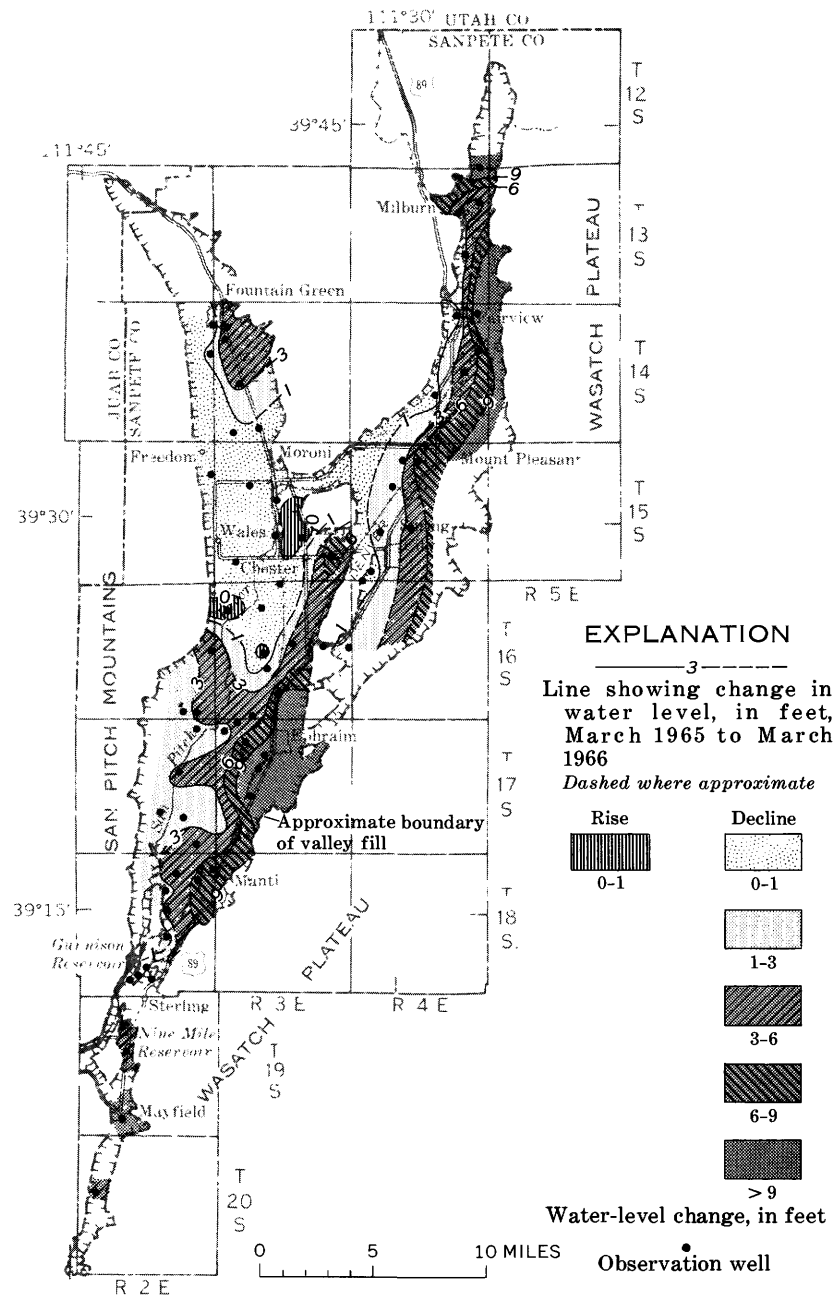 111°30'
UTAH CO
SANPETE CO
T
12
S
89
39°45'
9
6
Milburn
13
S
WASATCH PLATEAU
Fountain Green
JUAB CO
SANPETE CO
3
1
T
14
S
Freedom
Moroni
Mount Pleasant
T
15
S
39°30'
Wales
Chester
R 5 E
0
1
T
16
S
SAN PITCH MOUNTAINS
3
3
Pitch
Ephraim
T
17
S
San
6
3
Approximate boundary
of valley fill
Manti
39°15'
T
18
S.
Gunnison
Reservoir
89
WASATCH PLATEAU
Sterling
R 3 E
R 4 E
Nine Mile
Reservoir
T
19
S
Mayfield
T
20
S
R 2 E
0 5 10 MILES
EXPLANATION
3
Line showing change in
water level, in feet,
March 1965 to March
1966
Dashed where approximate
Rise
Decline
0-1
0-1
1-3
3-6
6-9
> 9
Water-level change, in feet
Observation well